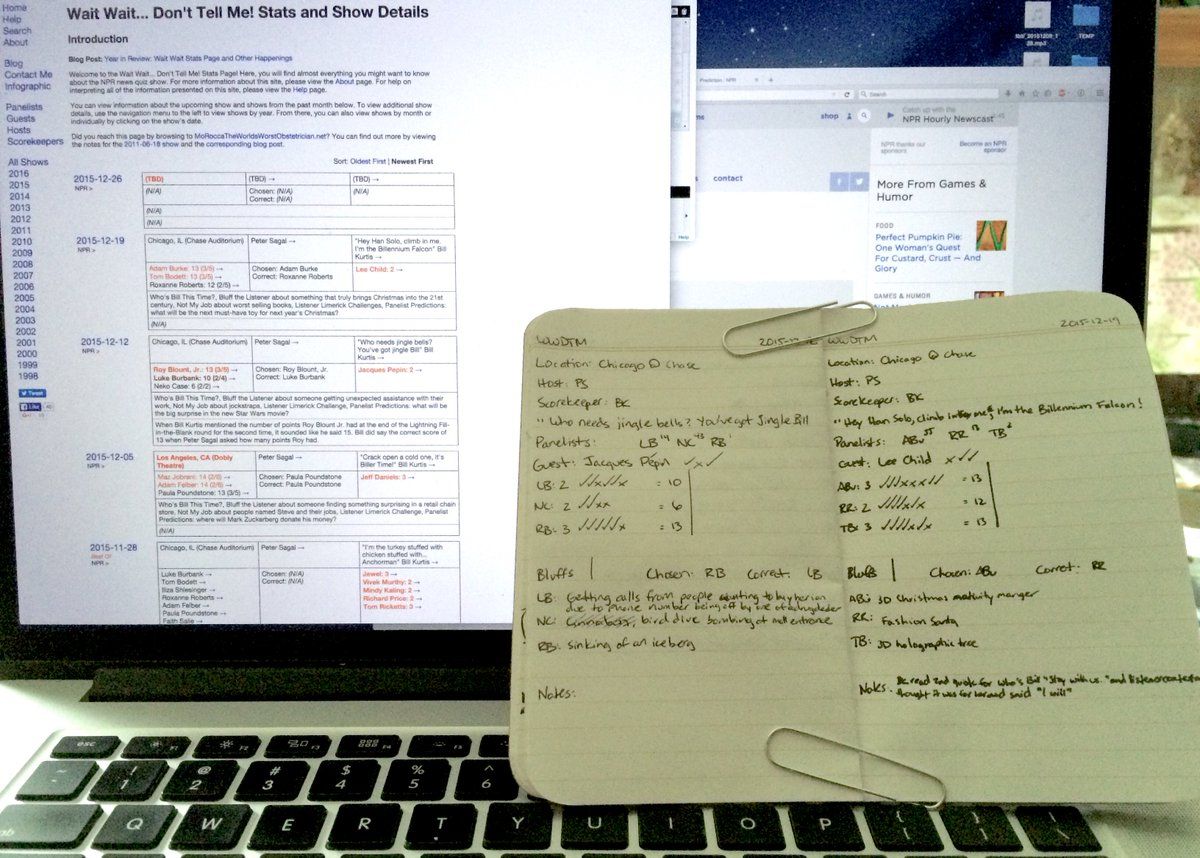 Home
Help
Search
About
Blog
Contact Me
Infographic
Panelists
Guests
Hosts
Scorekeepers
All Shows
2016
2015
2014
2013
2012
2011
2010
2009
2008
2007
2006
2005
2004
2003
2002
2001
2000
1999
1998
Tweet
Like
Wait Wait... Don't Tell Me! Stats and Show Details
Introduction
Blog Post: Year in Review: Wait Wait Stats Page and Other Happenings
Welcome to the Wait Wait... Don't Tell Me! Stats Page! Here, you will find almost everything you might want to know
about the NPR news quiz show. For more information about this site, please view the About page. For help on
interpreting all of the information presented on this site, please view the Help page.
You can view information about the upcoming show and shows from the past month below. To view additional
details, use the navigation menu to the left to view shows by year. From there, you can also view shows by month or
individually by clicking on the show's date.
Did you reach this page by browsing to MoRoccaTheWorldsWorstObstetrician.net? You can find out more by viewing
the notes for the 2011-06-18 show and the corresponding blog post.
Sort: Oldest First | Newest First
2015-12-26
NPR >
(TBD) (TBD) → (TBD) →
(N/A) Chosen: (N/A) (N/A)
Correct: (N/A)
(N/A)
(N/A)
2015-12-19
NPR >
Chicago, IL (Chase Auditorium) Peter Sagal → "Hey Han Solo, climb in me,
I'm the Billennium Falcon" Bill
Kurtis →
Adam Burke: 13 (3/5) → Chosen: Adam Burke Lee Child: 2 →
Tom Bodett: 13 (3/5) → Correct: Roxanne Roberts
Roxanne Roberts: 12 (2/5) →
Who's Bill This Time?, Bluff the Listener about something that truly brings Christmas into the 21st
century, Not My Job about worst selling books, Listener Limerick Challenges, Panelist Predictions:
what will be the next must-have toy for next year's Christmas?
(N/A)
2015-12-12
NPR >
Chicago, IL (Chase Auditorium) Peter Sagal → "Who needs jingle bells?
You've got jingle Bill" Bill
Kurtis →
Roy Blount, Jr.: 13 (3/5) → Chosen: Roy Blount, Jr. Jacques Pepin: 2 →
Luke Burbank: 10 (2/4) → Correct: Luke Burbank
Neko Case: 6 (2/2) →
Who's Bill This Time?, Bluff the Listener about someone getting unexpected assistance with their
work, Not My Job about jockstraps, Listener Limerick Challenge, Panelist Predictions: what will be
the big surprise in the new Star Wars movie?
When Bill Kurtis mentioned the number of points Roy Blount Jr. had at the end of the Lightning Fill-
in-the-Blank round for the second time, it sounded like he said 15. Bill did say the correct score of
13 when Peter Sagal asked how many points Roy had.
2015-12-05
NPR >
Los Angeles, CA (Dobly Peter Sagal → "Crack open a cold one, it's
Theatre) Biller Time!" Bill Kurtis →
Maz Jobrani: 14 (2/6) → Chosen: Paula Poundstone Jeff Daniels: 3 →
Adam Felber: 14 (2/6) → Correct: Paula Poundstone
Paula Poundstone: 13 (3/5) →
Who's Bill This Time?, Bluff the Listener about someone finding something surprising in a retail chain
store, Not My Job about people named Steve and their jobs, Listener Limerick Challenge, Panelist
Predictions: where will Mark Zuckerberg donate his money?
(N/A)
2015-11-28
Best Of
NPR >
Chicago, IL (Chase Auditorium) Peter Sagal → "I'm the turkey stuffed with
chicken stuffed with...
Anchorman" Bill Kurtis →
Luke Burbank → Chosen: (N/A) Jewel: 3 →
Tom Bodett → Correct: (N/A) Vivek Murthy: 2 →
Iliza Shlesinger → Mindy Kaling: 2 →
Roxanne Roberts → Richard Price: 2 →
Adam Felber → Tom Ricketts: 3 →
Paula Poundstone →
Faith Salie →
Help
TEMP
Search
shop
contact
Catch up with the
NPR Hourly Newscast
NPR thanks our
sponsors
Become an NPR
sponsor
More From Games &
Humor
FOOD
Perfect Pumpkin Pie:
One Woman's Quest
For Custard, Crust — And
Glory
GAMES & HUMOR
WWDTM
Location: Chicago @ Chase
Host: PS
Scorekeeper: BK
"Who needs jingle bells? You've got Jingle Bill
Panelists: LB NC RB
Guest: Jacques Pépin ✓x✓
LB: 2 ✓✓x✓✓x = 10
NC: 2 ✓✓xx = 6
RB: 3 ✓✓✓✓✓x = 13
Bluffs Chosen: RB Correct: LB
LB: Getting calls from people
due to phone number being off by one
NC: bird dive bombing at mall entrance
RB: sinking of an iceberg
Notes:
2015-12-19
WWDTM
Location: Chicago @ Chase
Host: PS
Scorekeeper: BK
"Hey Han Solo, climb in me, I'm the Billennium Falcon!
Panelists: ABu RR TB
Guest: Lee Child x✓✓
ABu: 3 ✓✓xxx✓✓ = 13
RR: 2 ✓✓✓✓✓x = 12
TB: 3 ✓✓✓✓x✓x = 13
Bluffs Chosen: ABu Correct: RR
ABu: 3D Christmas nativity manger
RR: Fashion Santa
TB: 3D holographic tree
Notes: BK read 2nd quote for Who's Bill "Stay with us." and listener
thought it was for her and said "I will"
esc F1 F2 F3 F4 F5
~ ! 1 @ 2 # 3 $ 4 % 5 ^ 6
Q W E R T Y U I O P { [ } ] | \